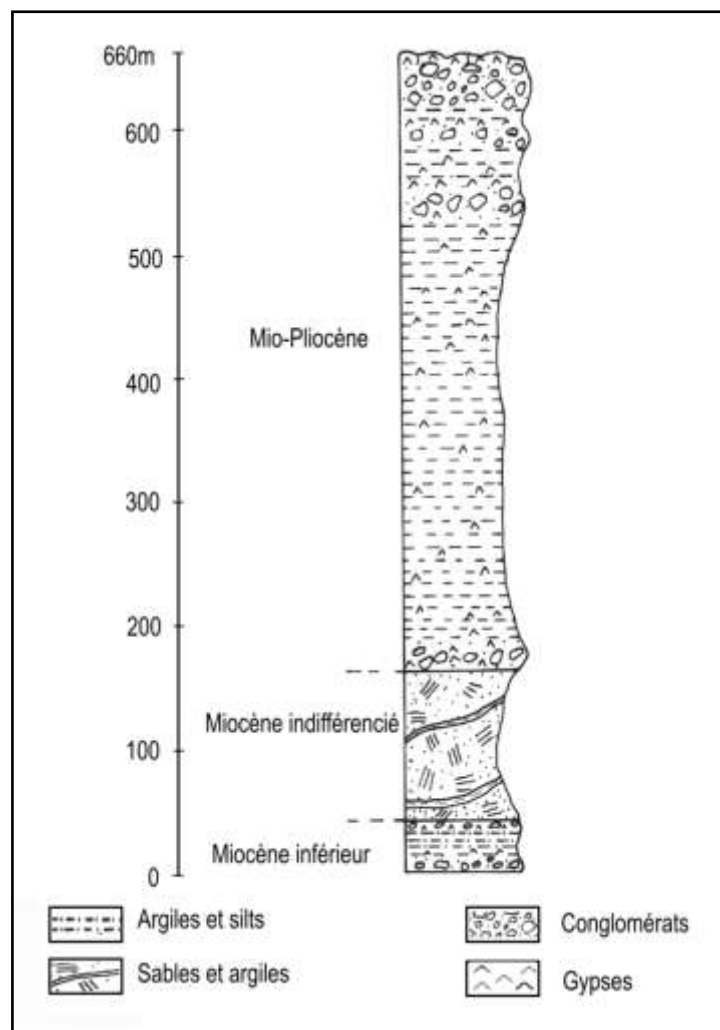 660m
600
500
Mio-Pliocène
400
300
200
Miocène indifférencié
100
Miocène inférieur
0
Argiles et silts
Conglomérats
Sables et argiles
Gypses